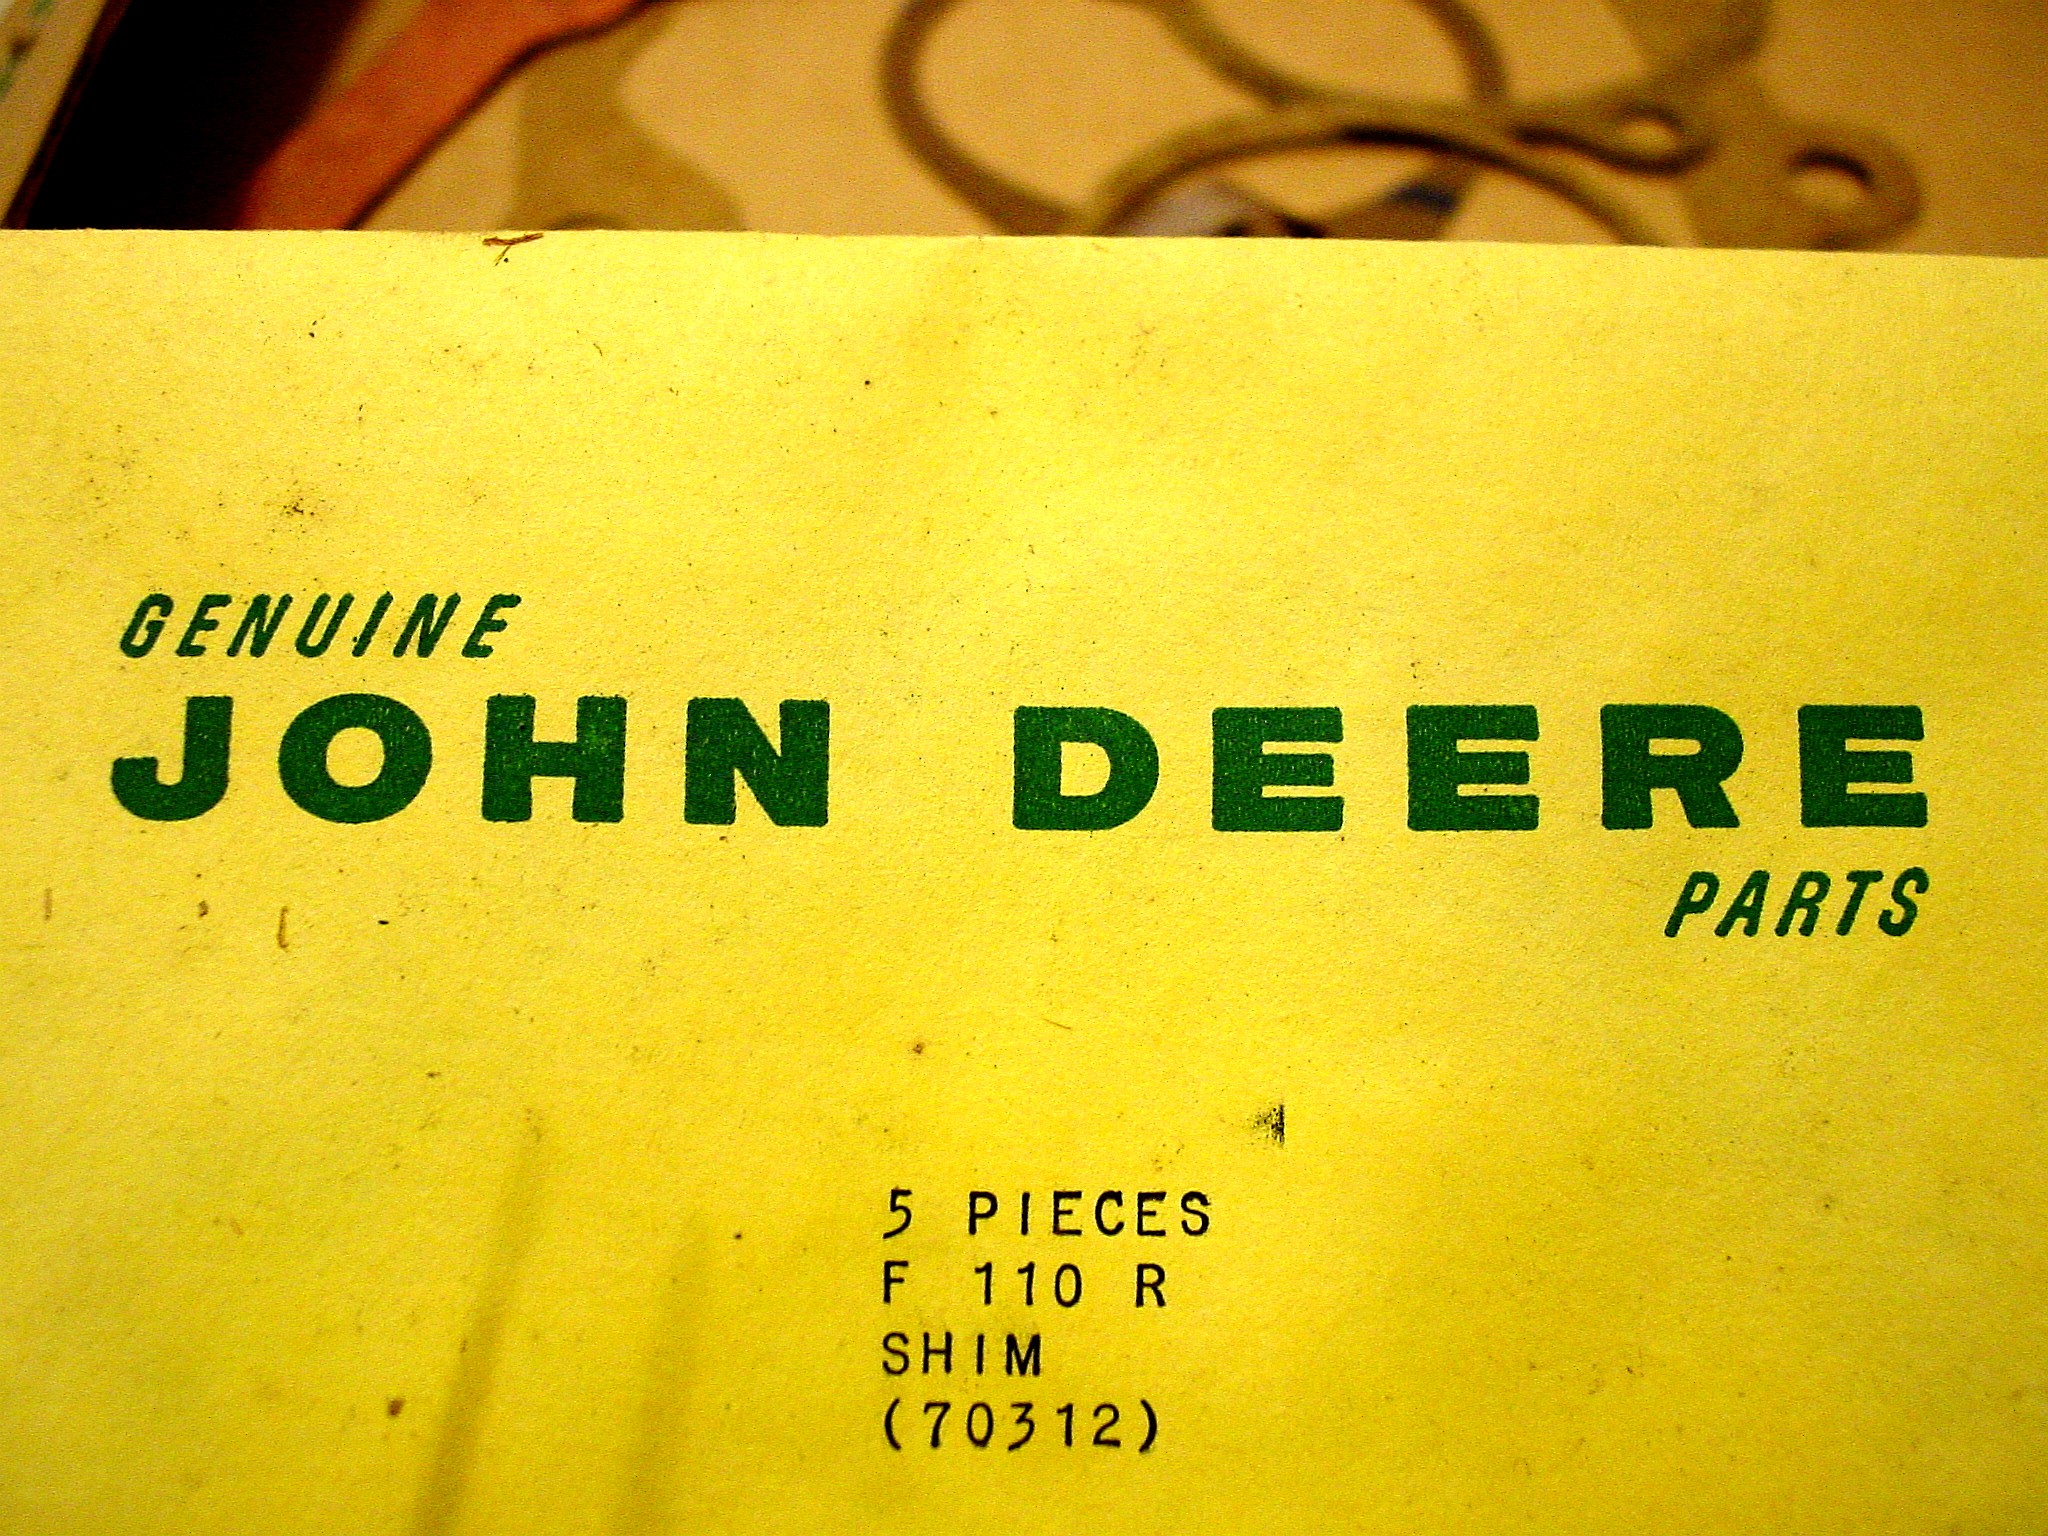 GENUINE
JOHN DEERE
PARTS
5 PIECES
F 110 R
SHIM
(70312)